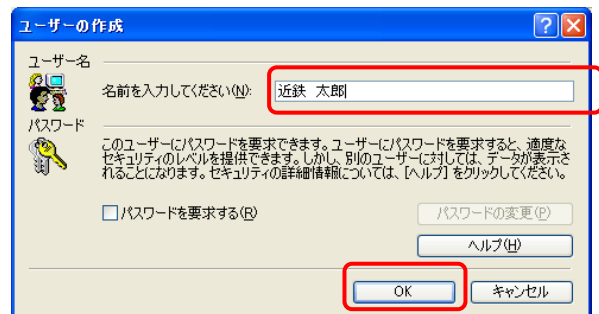 ユーザーの作成
ユーザー名
名前を入力してください(N):
近鉄 太郎
パスワード
このユーザーにパスワードを要求できます。ユーザーにパスワードを要求すると、適度な
セキュリティのレベルを提供できます。しかし、別のユーザーに対しては、データが表示さ
れることになります。セキュリティの詳細情報については、[ヘルプ] をクリックしてください。
パスワードを要求する(R)
パスワードの変更(P)
ヘルプ(H)
OK
キャンセル